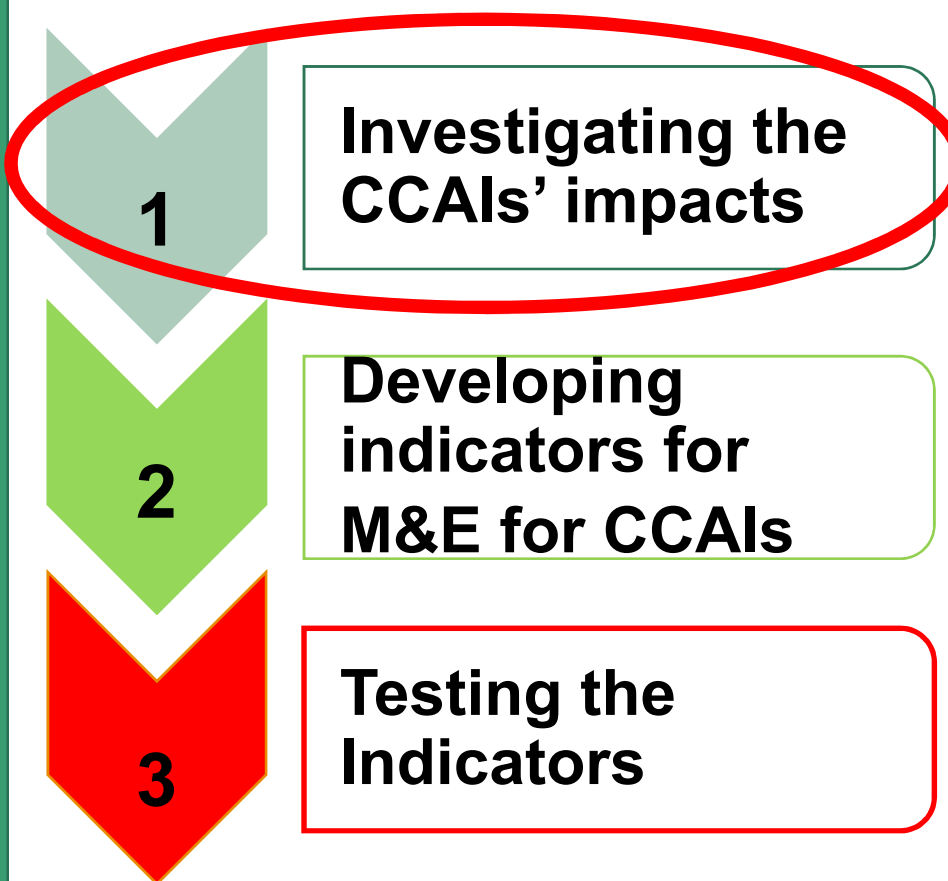 1
Investigating the
CCAIs’ impacts
2
Developing
indicators for
M&E for CCAIs
3
Testing the
Indicators